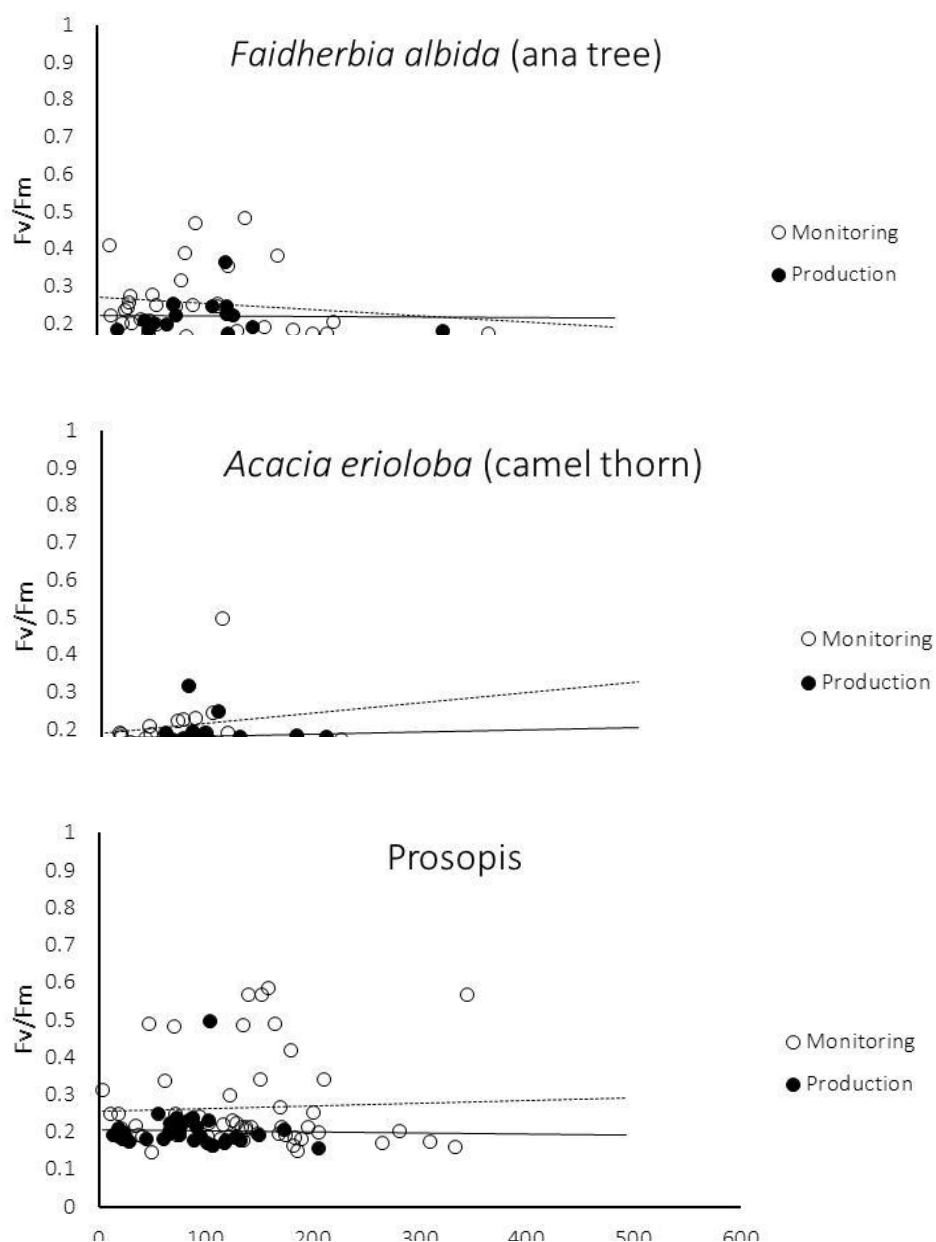 1
Faidherbia albida (ana tree)
0.9
0.8
0.7
0.6
0.5
0.4
0.3
0.2
Fv/Fm
Monitoring
Production
1
Acacia erioloba (camel thorn)
0.9
0.8
0.7
0.6
0.5
0.4
0.3
0.2
Fv/Fm
Monitoring
Production
1
Prosopis
0.9
0.8
0.7
0.6
0.5
0.4
0.3
0.2
0.1
0
Fv/Fm
Monitoring
Production
0 100 200 300 400 500 600